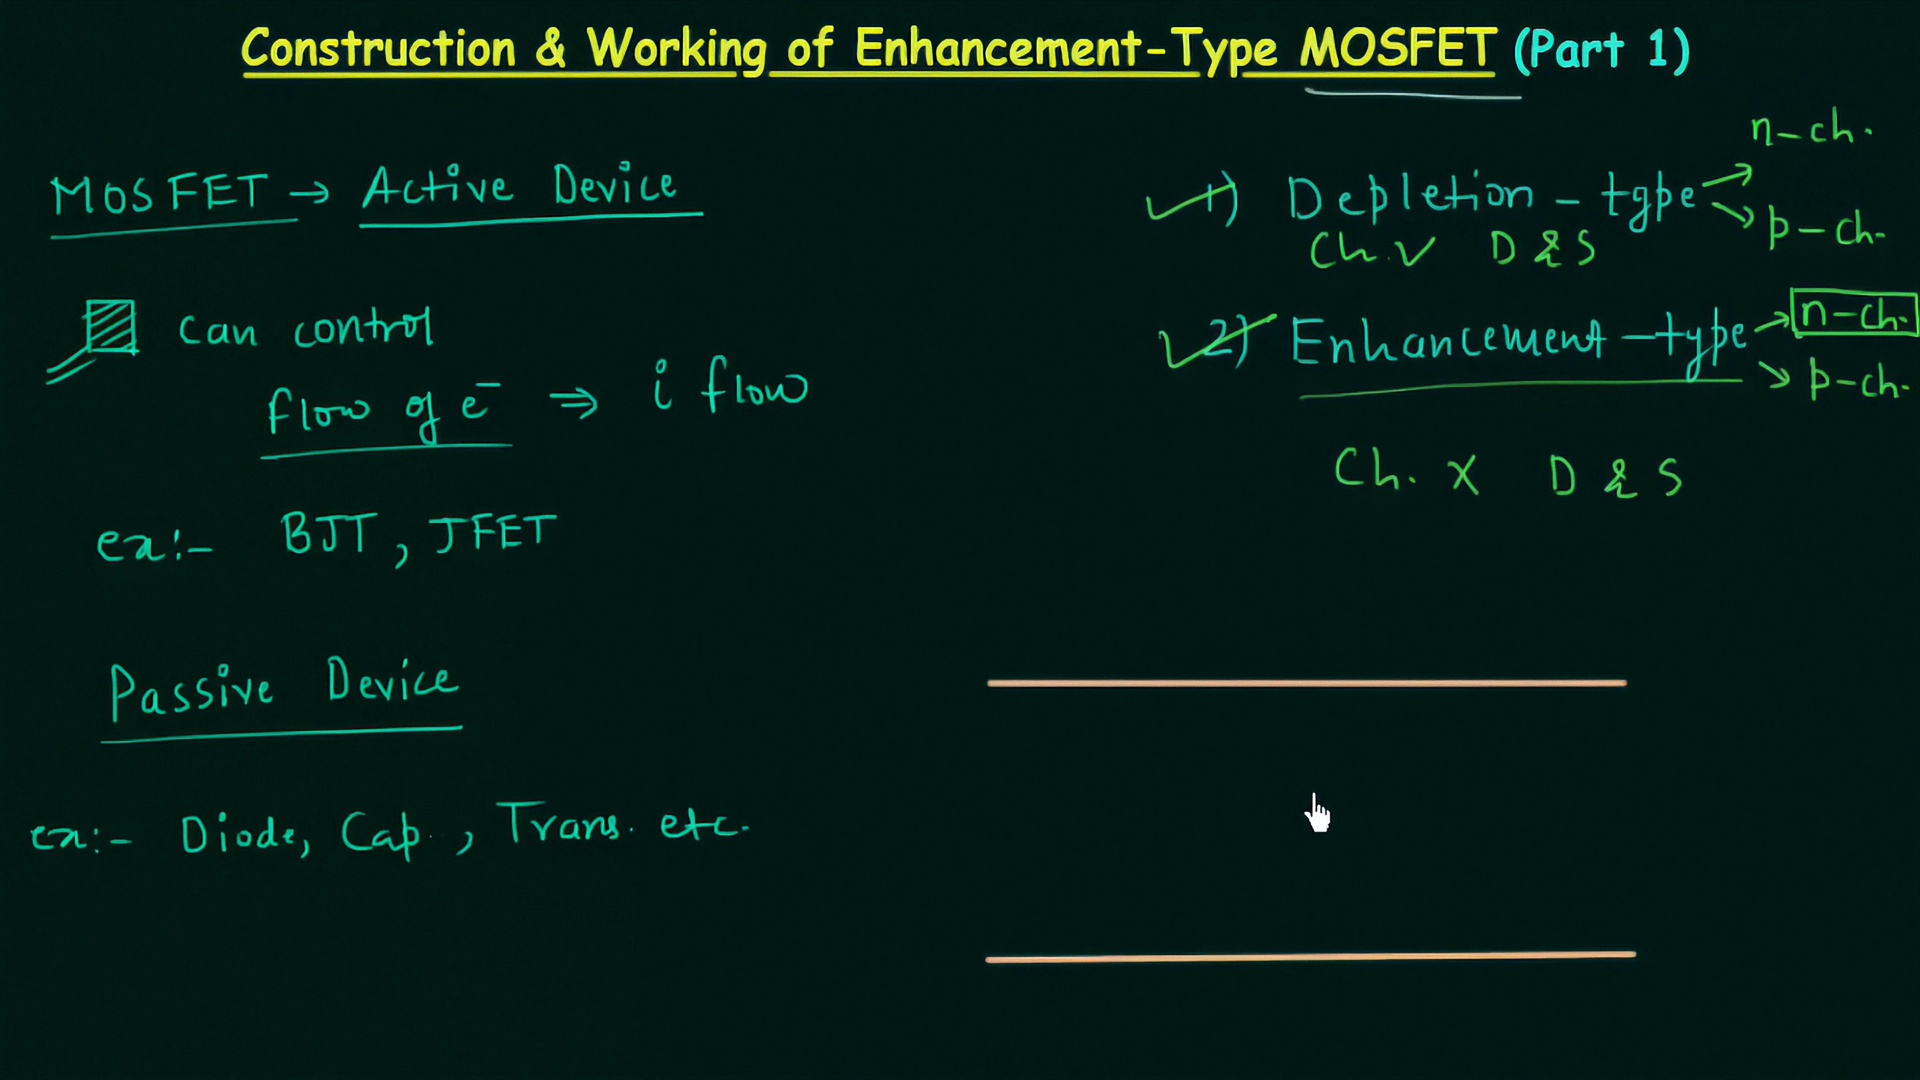 Construction & Working of Enhancement-Type MOSFET (Part 1)
MOSFET → Active Device
can control
flow of e⁻ ⇒ i flow
ex:- BJT, JFET
Passive Device
ex:- Diode, Cap., Trans. etc.
1) Depletion - type
n-ch.
p-ch.
Ch. ✓ D & S
2) Enhancement-type
n-ch.
p-ch.
Ch. X D & S